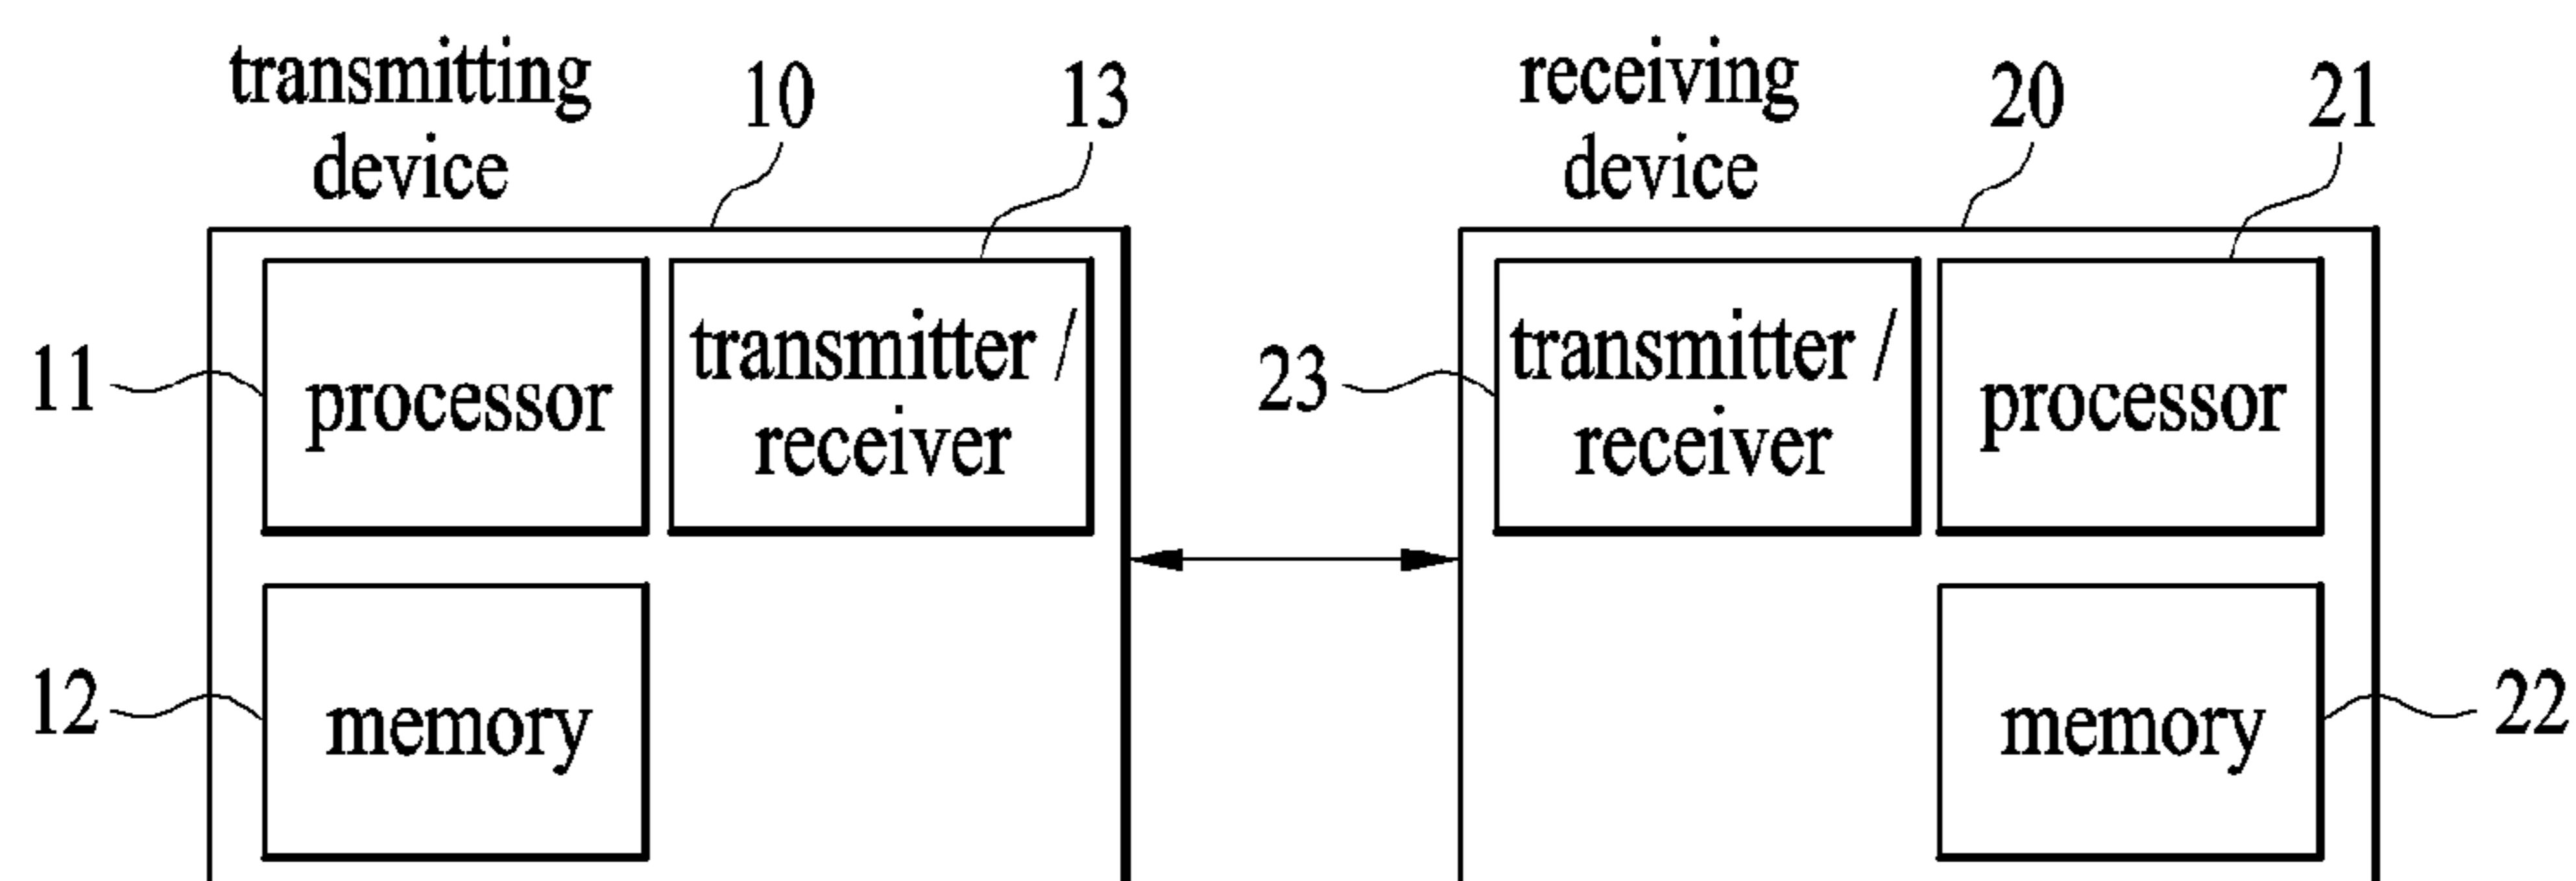 transmitting
device
10
13
receiving
device
20
21
11
processor
transmitter /
receiver
23
transmitter /
receiver
processor
12
memory
memory
22